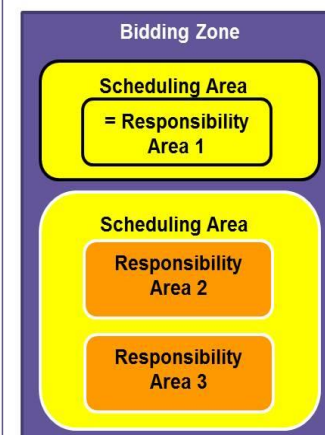 Bidding Zone
Scheduling Area
= Responsibility
Area 1
Scheduling Area
Responsibility
Area 2
Responsibility
Area 3